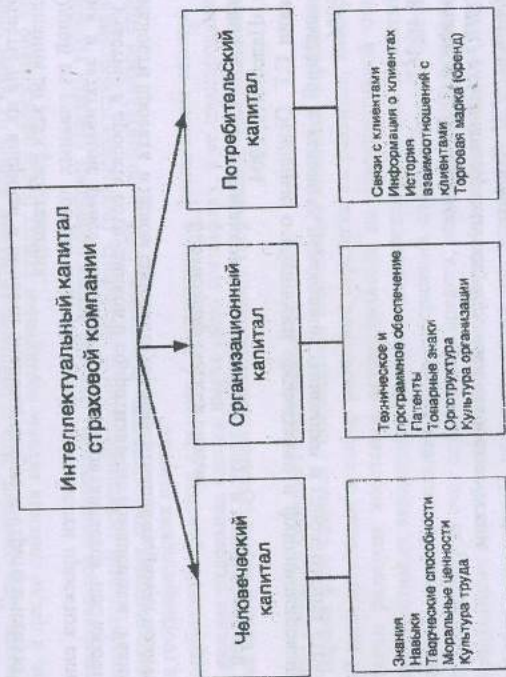 Интеллектуальный капитал
страховой компании
Человеческий
капитал
Организационный
капитал
Потребительский
капитал
Знания
Навыки
Творческие способности
Моральные ценности
Культура труда
Техническое и
программное обеспечение
Патенты
Товарные знаки
Оргструктура
Культура организации
Связи с клиентами
Информация о клиентах
История
взаимоотношений с
клиентами
Торговая марка (бренд)